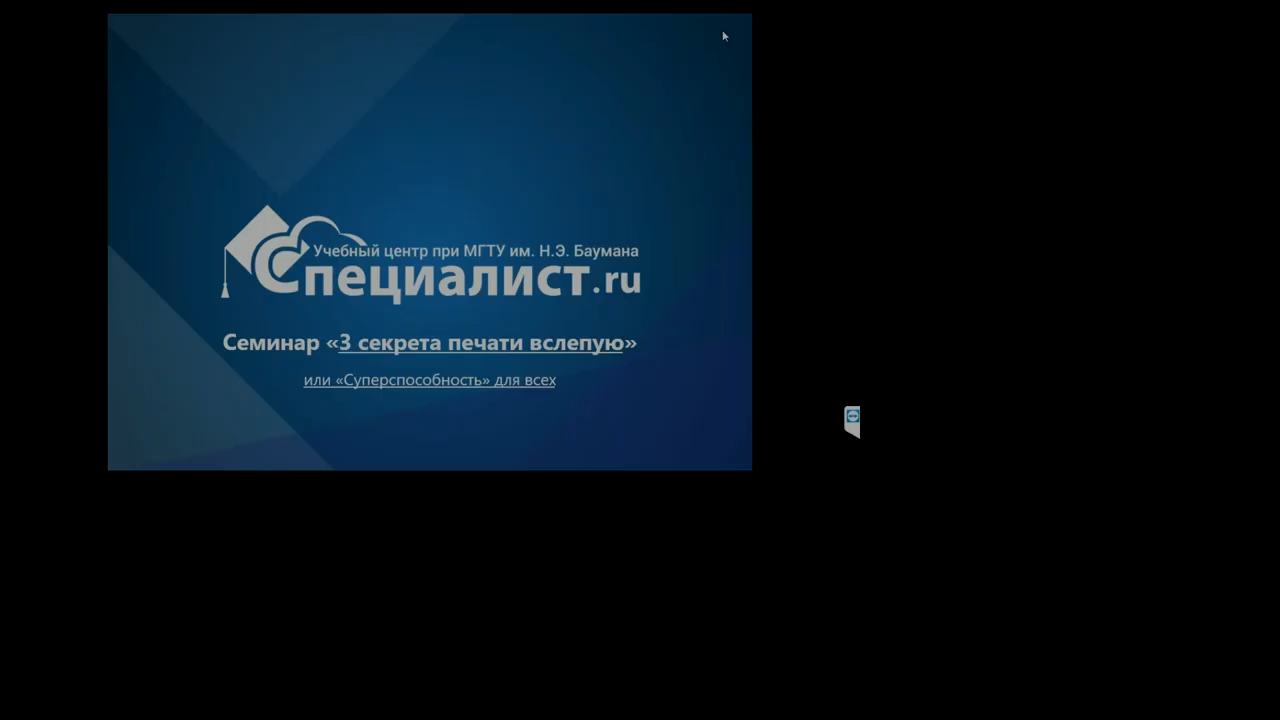 Учебный центр при МГТУ им. Н.Э. Баумана
Специалист.ru
Семинар «3 секрета печати вслепую»
или «Суперспособность» для всех